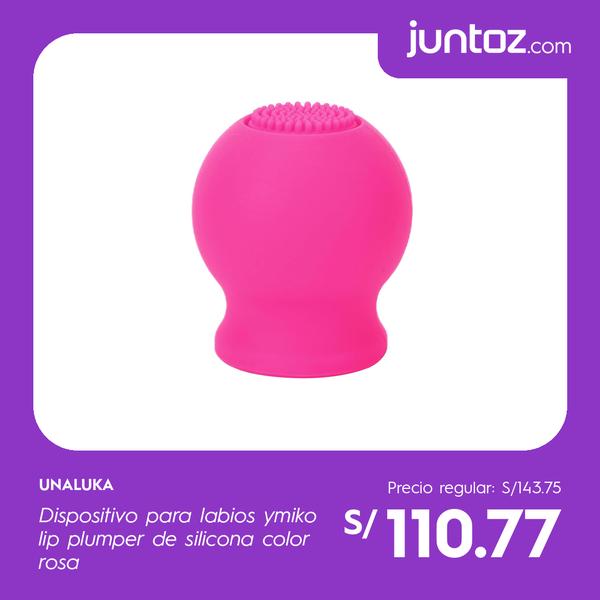 juntoz.com
UNALUKA
Dispositivo para labios ymiko
lip plumper de silicona color
rosa
Precio regular: S/143.75
S/110.77